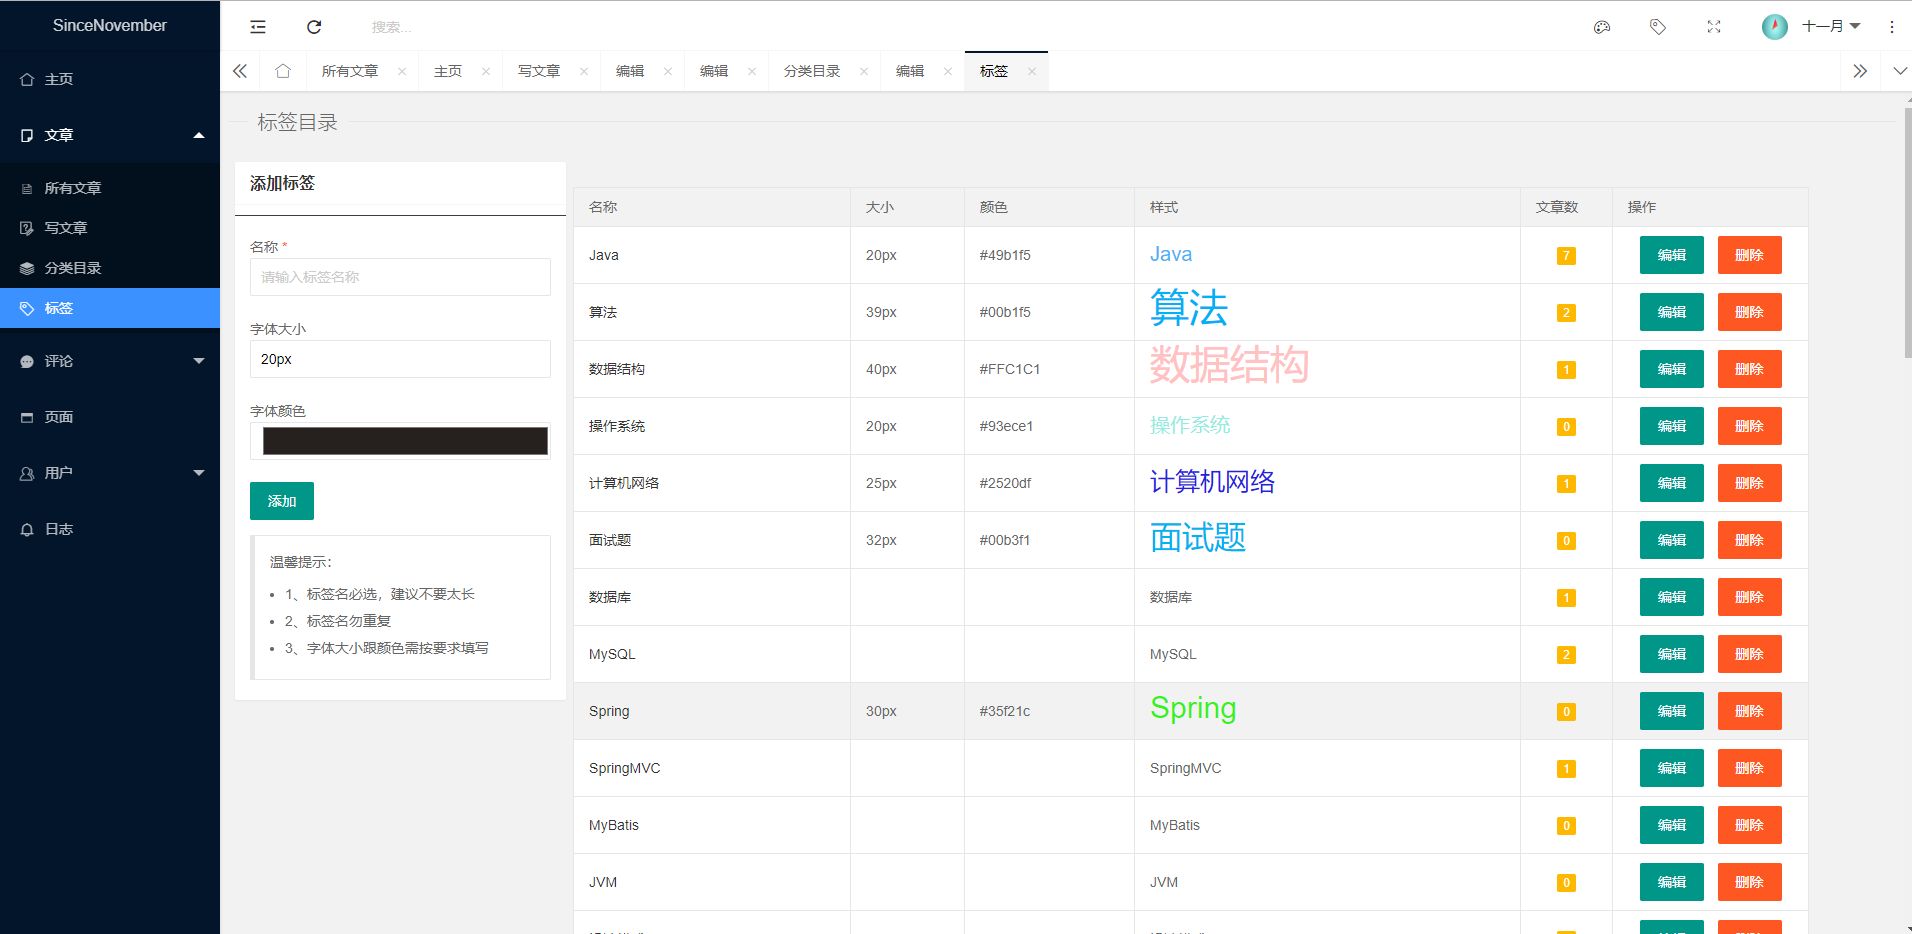 SinceNovember
搜索...
十一月
主页
文章
所有文章
写文章
分类目录
标签
评论
页面
用户
日志
所有文章 主页 写文章 编辑 编辑 分类目录 编辑 标签
标签目录
添加标签
名称 *
请输入标签名称
字体大小
20px
字体颜色
添加
温馨提示：
1、标签名必选，建议不要太长
2、标签名勿重复
3、字体大小跟颜色需按要求填写
名称 大小 颜色 样式 文章数 操作
Java 20px #49b1f5 Java 7 编辑 删除
算法 39px #00b1f5 算法 2 编辑 删除
数据结构 40px #FFC1C1 数据结构 1 编辑 删除
操作系统 20px #93ece1 操作系统 0 编辑 删除
计算机网络 25px #2520df 计算机网络 1 编辑 删除
面试题 32px #00b3f1 面试题 0 编辑 删除
数据库 数据库 1 编辑 删除
MySQL MySQL 2 编辑 删除
Spring 30px #35f21c Spring 0 编辑 删除
SpringMVC SpringMVC 1 编辑 删除
MyBatis MyBatis 0 编辑 删除
JVM JVM 0 编辑 删除